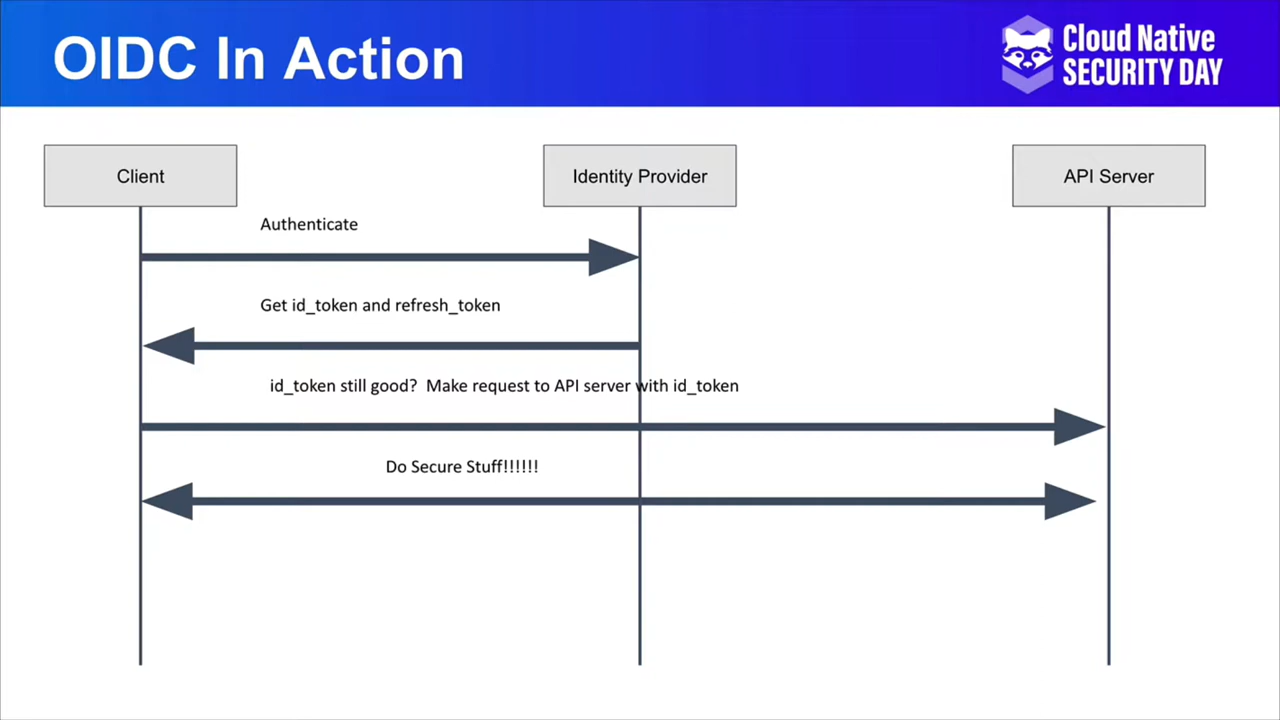 OIDC In Action
Cloud Native
SECURITY DAY
Client
Identity Provider
API Server
Authenticate
Get id_token and refresh_token
id_token still good?  Make request to API server with id_token
Do Secure Stuff!!!!!!